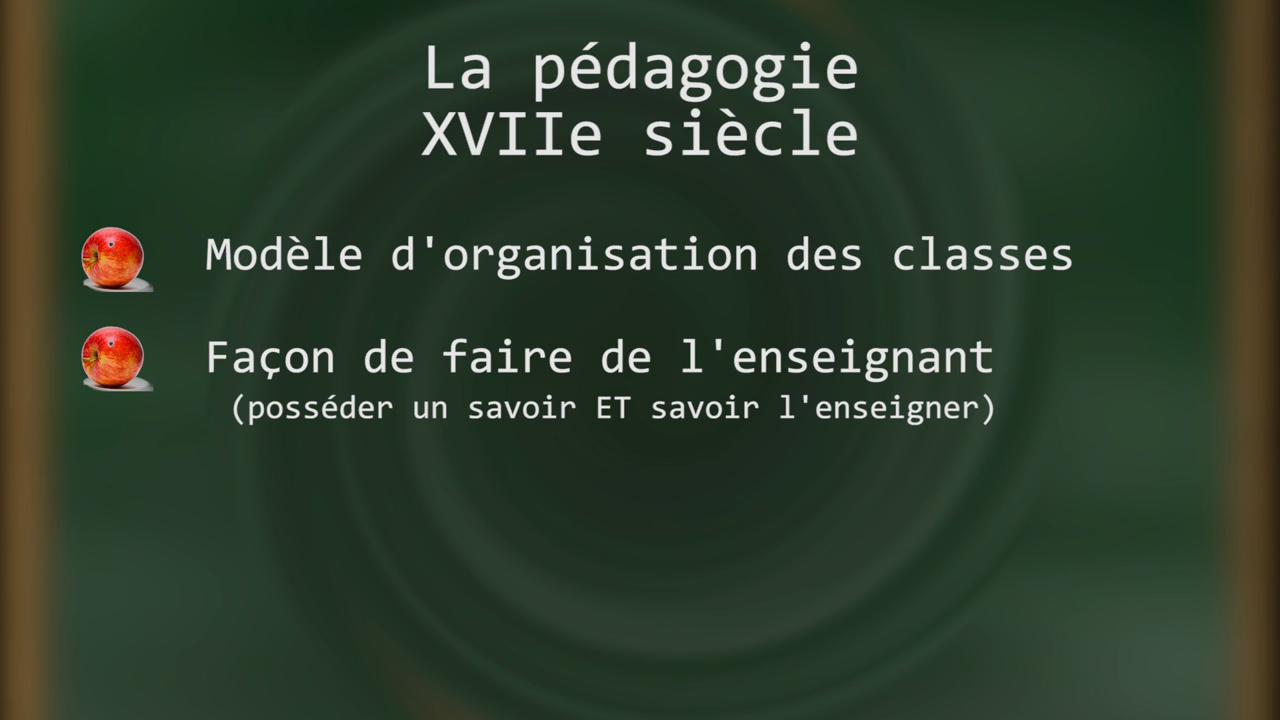 La pédagogie
XVIIe siècle
Modèle d'organisation des classes
Façon de faire de l'enseignant
(posséder un savoir ET savoir l'enseigner)